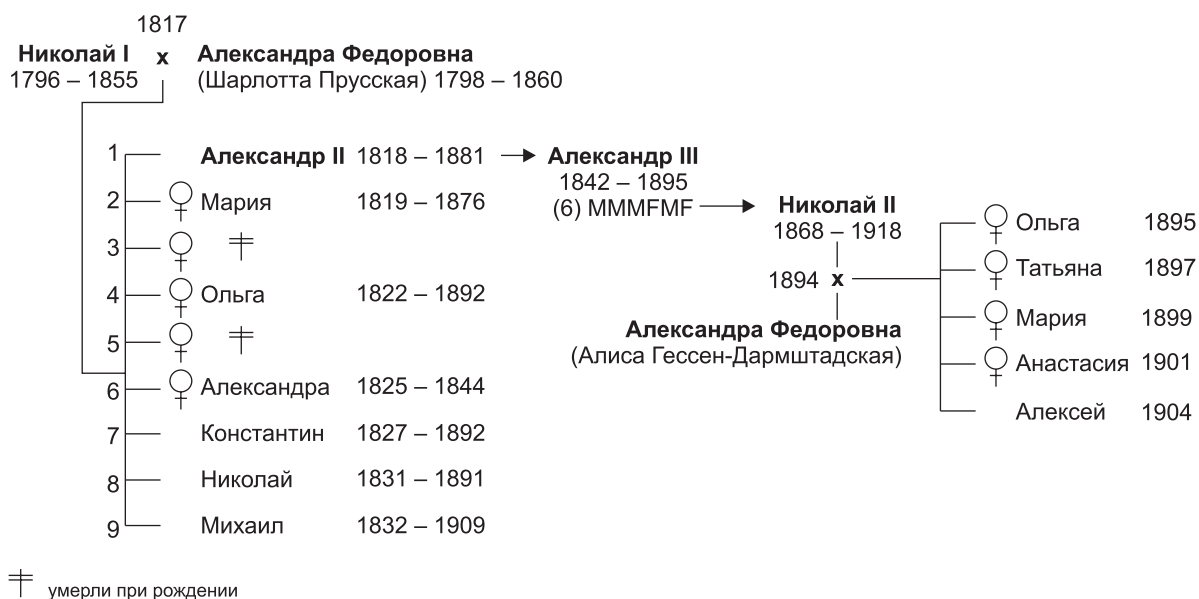 1817
Николай I х Александра Федоровна
1796 – 1855 (Шарлотта Прусская) 1798 – 1860
1 Александр II 1818 – 1881 Александр III
1842 – 1895
2 Мария 1819 – 1876 (6) MMMFMF Николай II
1868 – 1918
3
4 Ольга 1822 – 1892
5
6 Александра 1825 – 1844
7 Константин 1827 – 1892
8 Николай 1831 – 1891
9 Михаил 1832 – 1909
1894 х
Александра Федоровна
(Алиса Гессен-Дармштадская)
Ольга 1895
Татьяна 1897
Мария 1899
Анастасия 1901
Алексей 1904
умерли при рождении